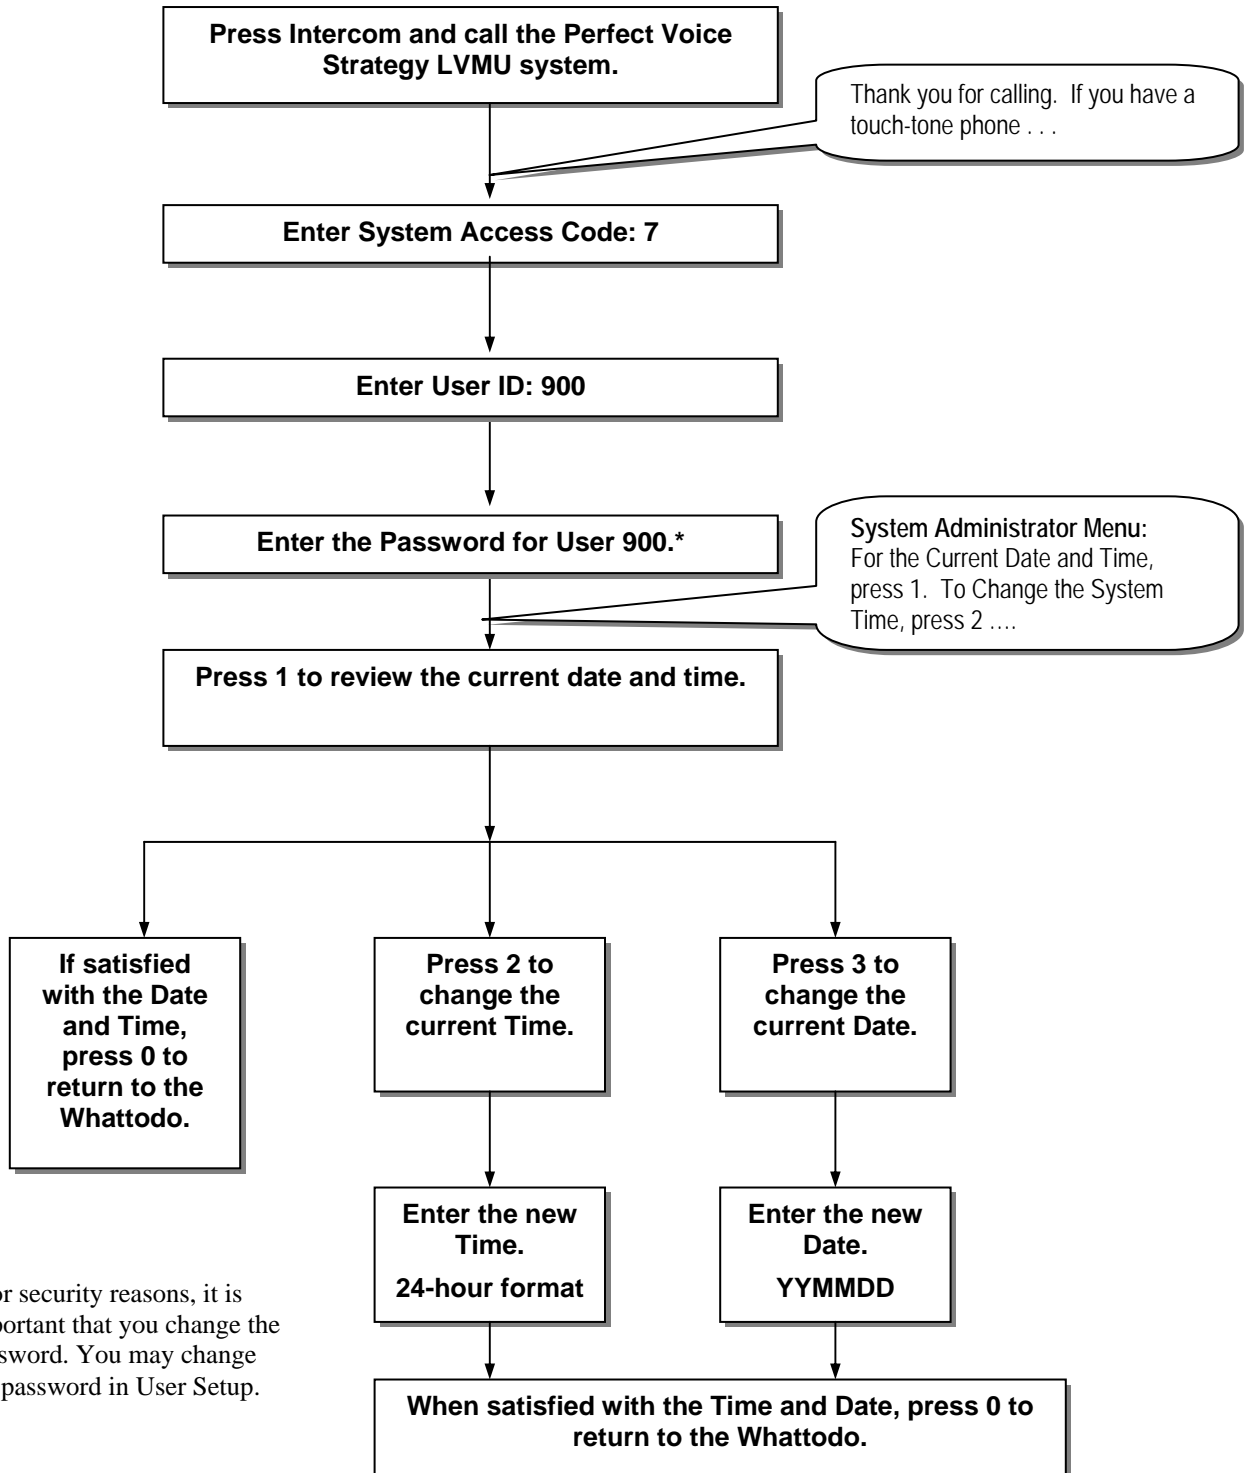 Press Intercom and call the Perfect Voice
Strategy LVMU system.
Thank you for calling.  If you have a
touch-tone phone . . .
Enter System Access Code: 7
Enter User ID: 900
Enter the Password for User 900.*
System Administrator Menu:
For the Current Date and Time,
press 1.  To Change the System
Time, press 2 ....
Press 1 to review the current date and time.
If satisfied
with the Date
and Time,
press 0 to
return to the
Whattodo.
Press 2 to
change the
current Time.
Press 3 to
change the
current Date.
Enter the new
Time.
24-hour format
Enter the new
Date.
YYMMDD
security reasons, it is
that you change the
You may change
password in User Setup.
When satisfied with the Time and Date, press 0 to
return to the Whattodo.